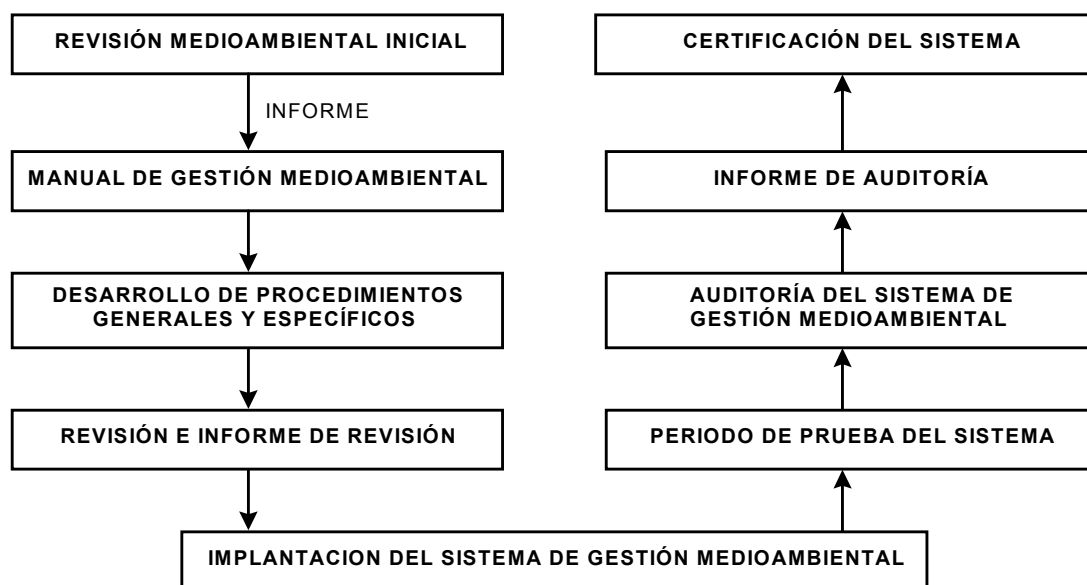 REVISIÓN MEDIOAMBIENTAL INICIAL
INFORME
MANUAL DE GESTIÓN MEDIOAMBIENTAL
DESARROLLO DE PROCEDIMIENTOS
GENERALES Y ESPECÍFICOS
REVISIÓN E INFORME DE REVISIÓN
IMPLANTACION DEL SISTEMA DE GESTIÓN MEDIOAMBIENTAL
PERIODO DE PRUEBA DEL SISTEMA
AUDITORÍA DEL SISTEMA DE
GESTIÓN MEDIOAMBIENTAL
INFORME DE AUDITORÍA
CERTIFICACIÓN DEL SISTEMA